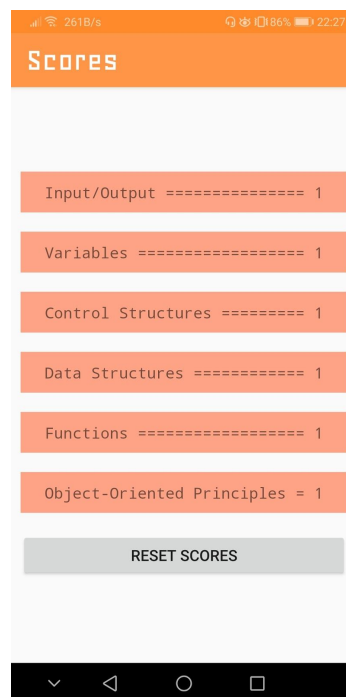 261B/s 86% 22:27
Scores
Input/Output =============== 1
Variables ================== 1
Control Structures ========= 1
Data Structures ============ 1
Functions ================== 1
Object-Oriented Principles = 1
RESET SCORES